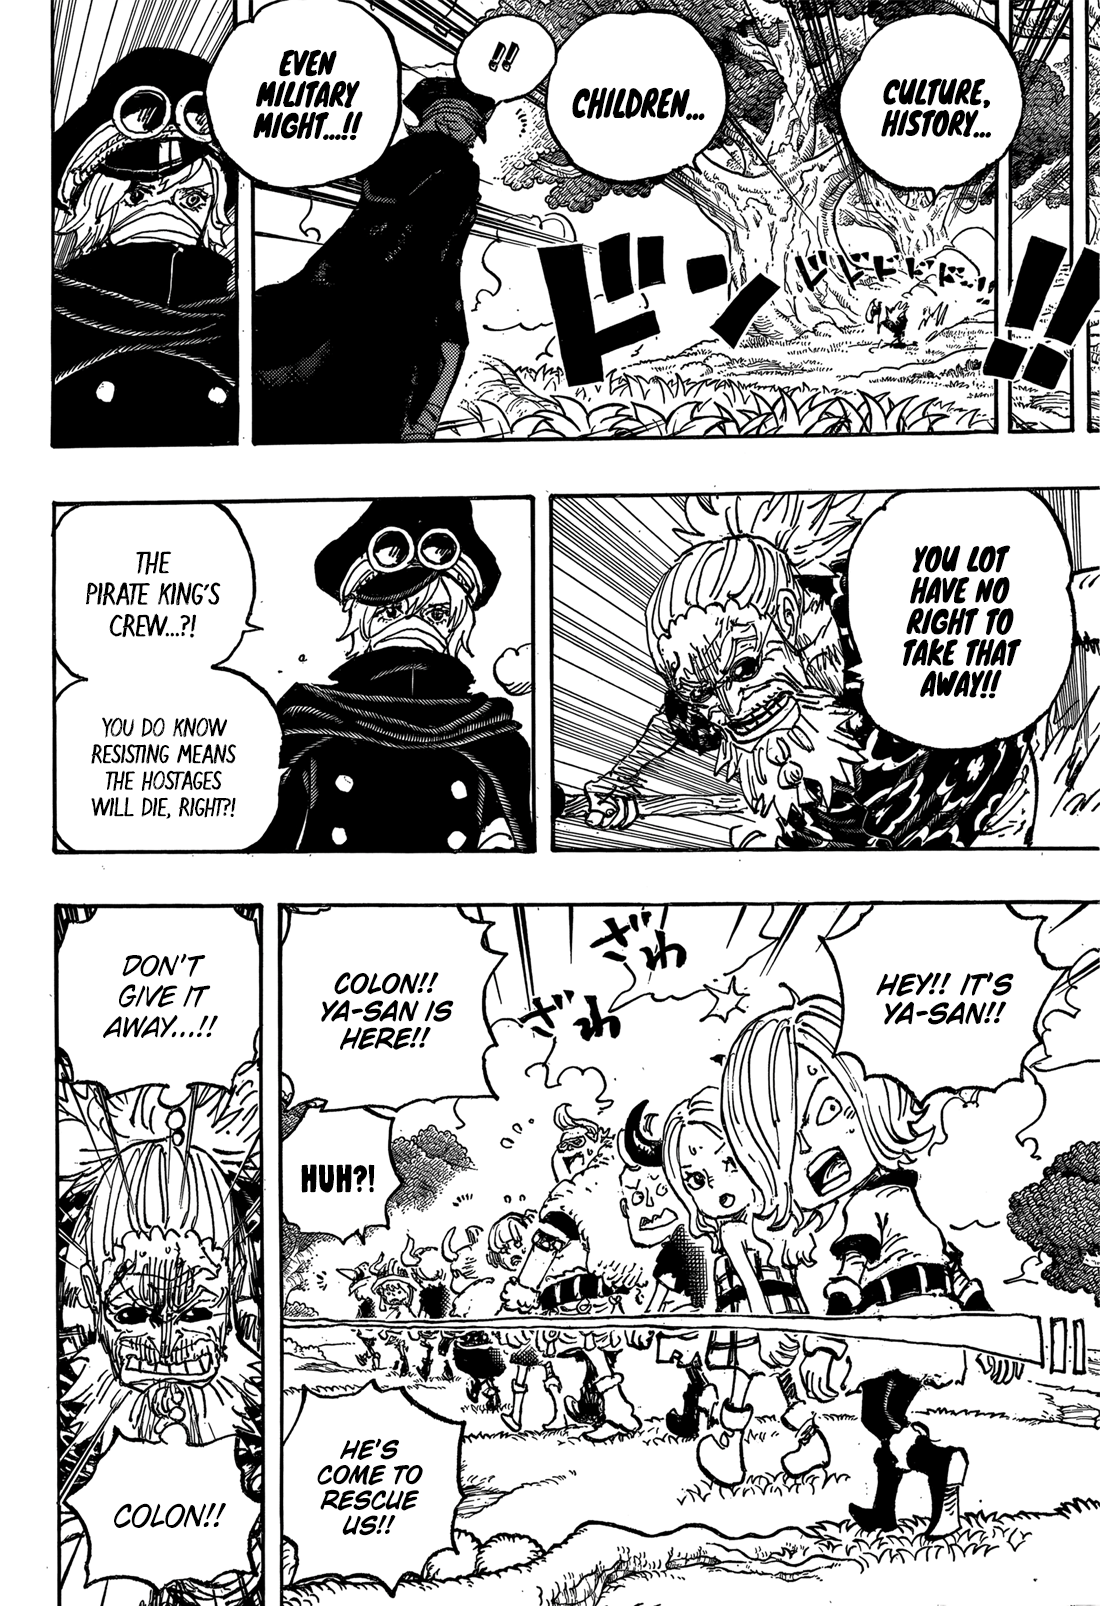 CULTURE,
HISTORY...
CHILDREN...
!!
EVEN
MILITARY
MIGHT...!!
ドドドドドド...!!
ドン
!!
YOU LOT
HAVE NO
RIGHT TO
TAKE THAT
AWAY!!
THE
PIRATE KING'S
CREW...?!
YOU DO KNOW
RESISTING MEANS
THE HOSTAGES
WILL DIE, RIGHT?!
HEY!! IT'S
YA-SAN!!
ざわ
ざわ
COLON!!
YA-SAN IS
HERE!!
HUH?!
HE'S
COME TO
RESCUE
US!!
DON'T
GIVE IT
AWAY...!!
COLON!!